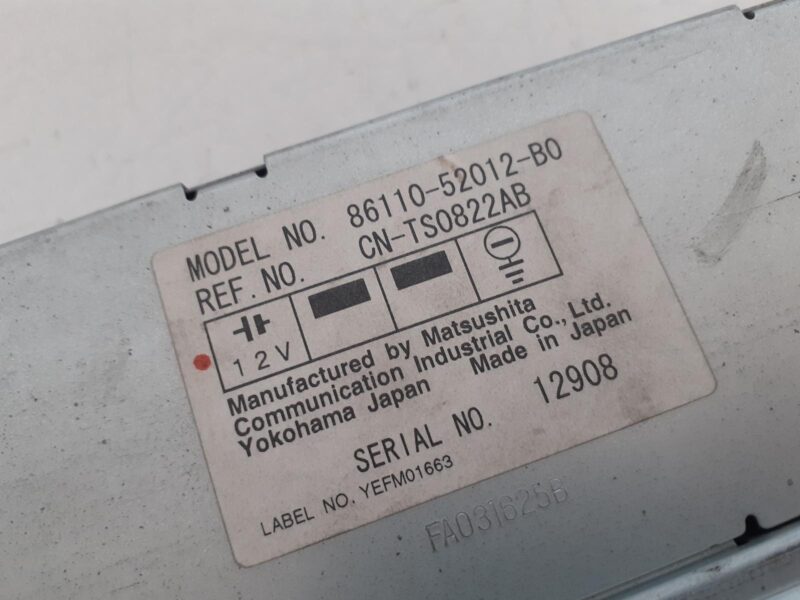 MODEL NO. 86110-52012-B0
REF.NO. CN-TS0822AB
12V
Manufactured by Matsushita
Communication Industrial Co., Ltd.
Yokohama Japan Made in Japan
SERIAL NO. 12908
LABEL NO. YEFM01663
FA031625B